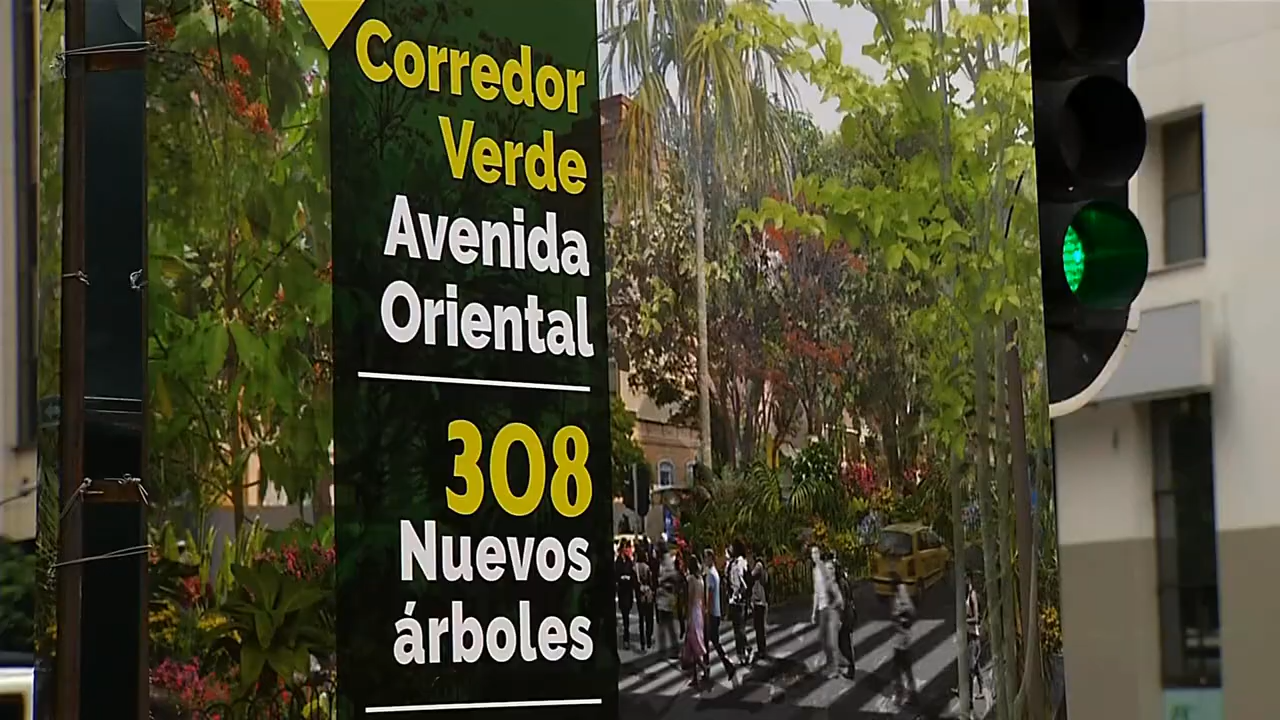 Corredor
Verde
Avenida
Oriental
308
Nuevos
árboles